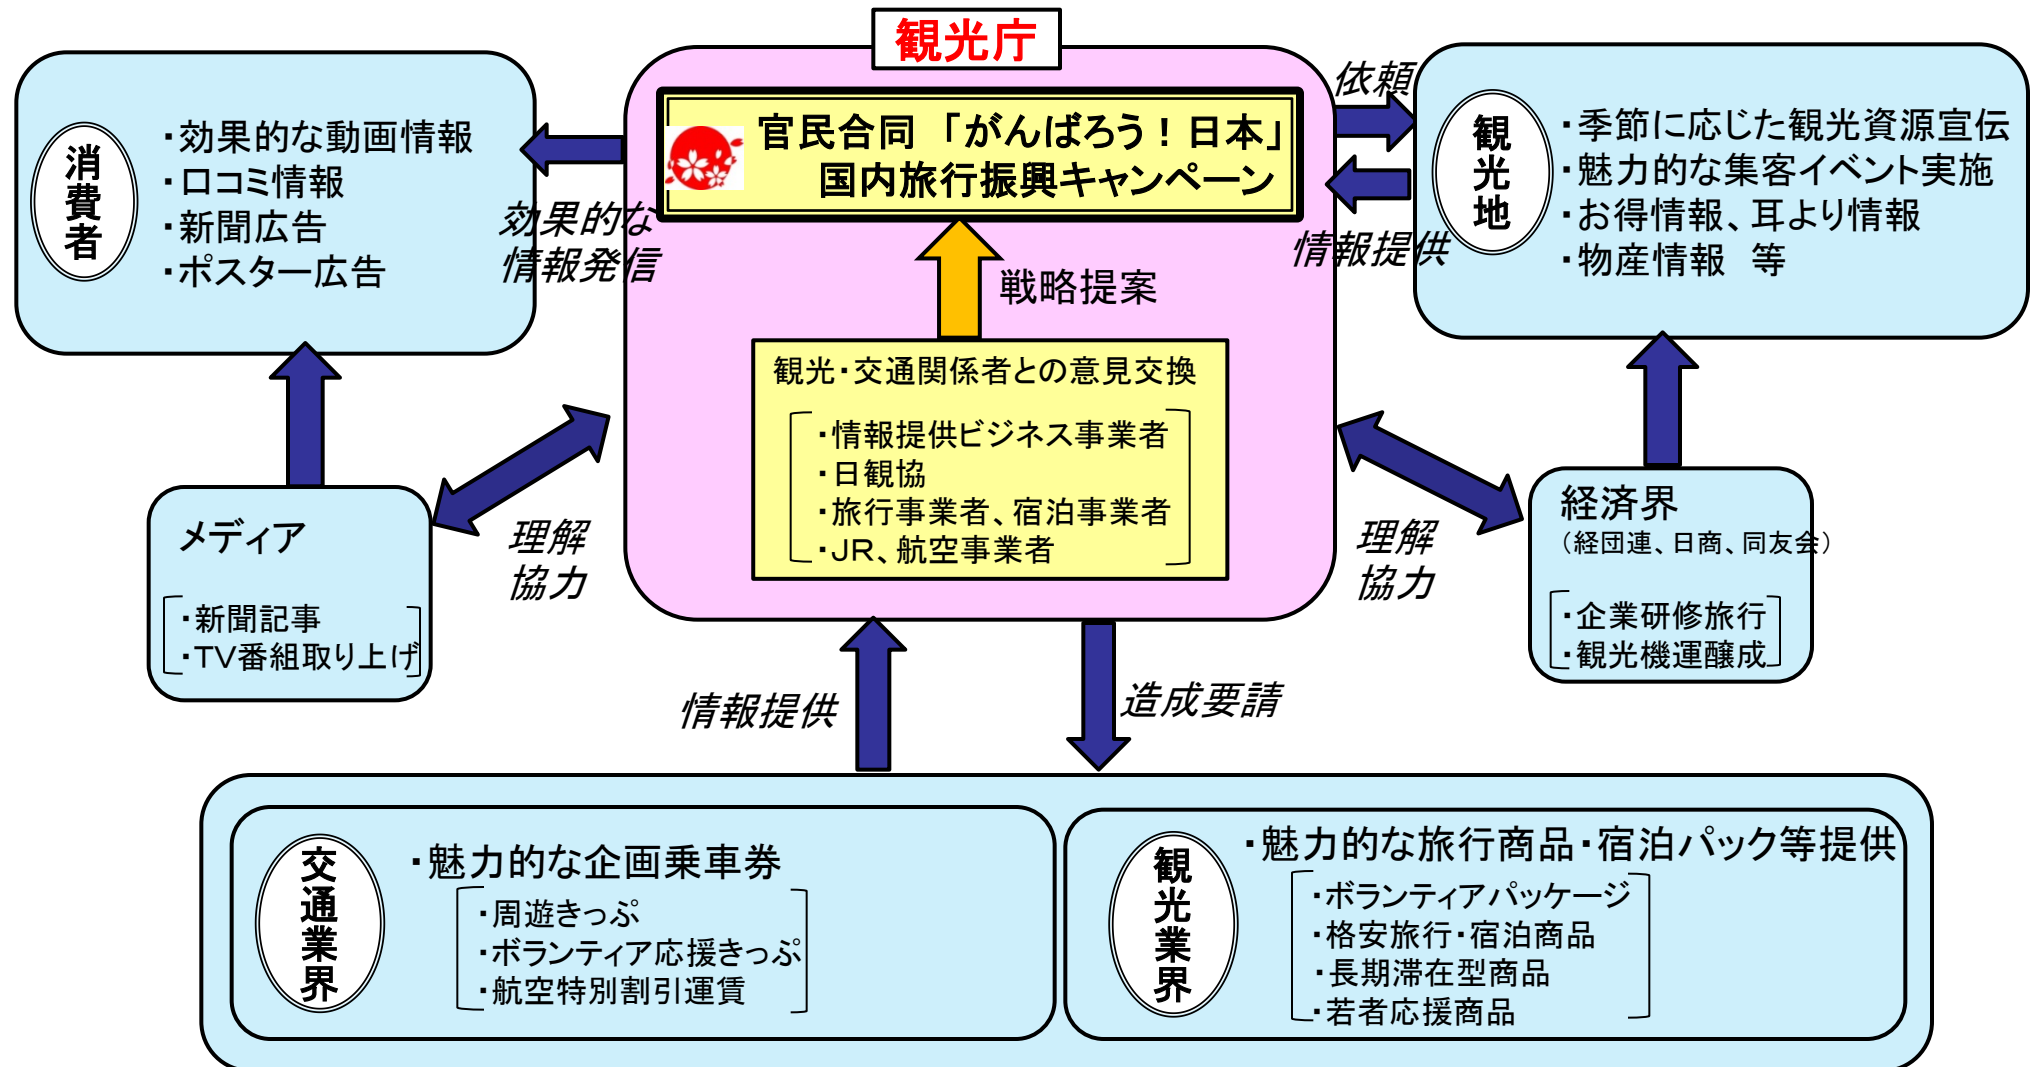 観光庁
官民合同 「がんばろう！日本」
国内旅行振興キャンペーン
消費者
・効果的な動画情報
・口コミ情報
・新聞広告
・ポスター広告
効果的な
情報発信
依頼
情報提供
観光地
・季節に応じた観光資源宣伝
・魅力的な集客イベント実施
・お得情報、耳より情報
・物産情報　等
戦略提案
観光・交通関係者との意見交換
・情報提供ビジネス事業者
・日観協
・旅行事業者、宿泊事業者
・ＪＲ、航空事業者
メディア
・新聞記事
・ＴＶ番組取り上げ
理解
協力
理解
協力
経済界
（経団連、日商、同友会）
・企業研修旅行
・観光機運醸成
情報提供
造成要請
交通業界
・魅力的な企画乗車券
・周遊きっぷ
・ボランティア応援きっぷ
・航空特別割引運賃
観光業界
・魅力的な旅行商品・宿泊パック等提供
・ボランティアパッケージ
・格安旅行・宿泊商品
・長期滞在型商品
・若者応援商品